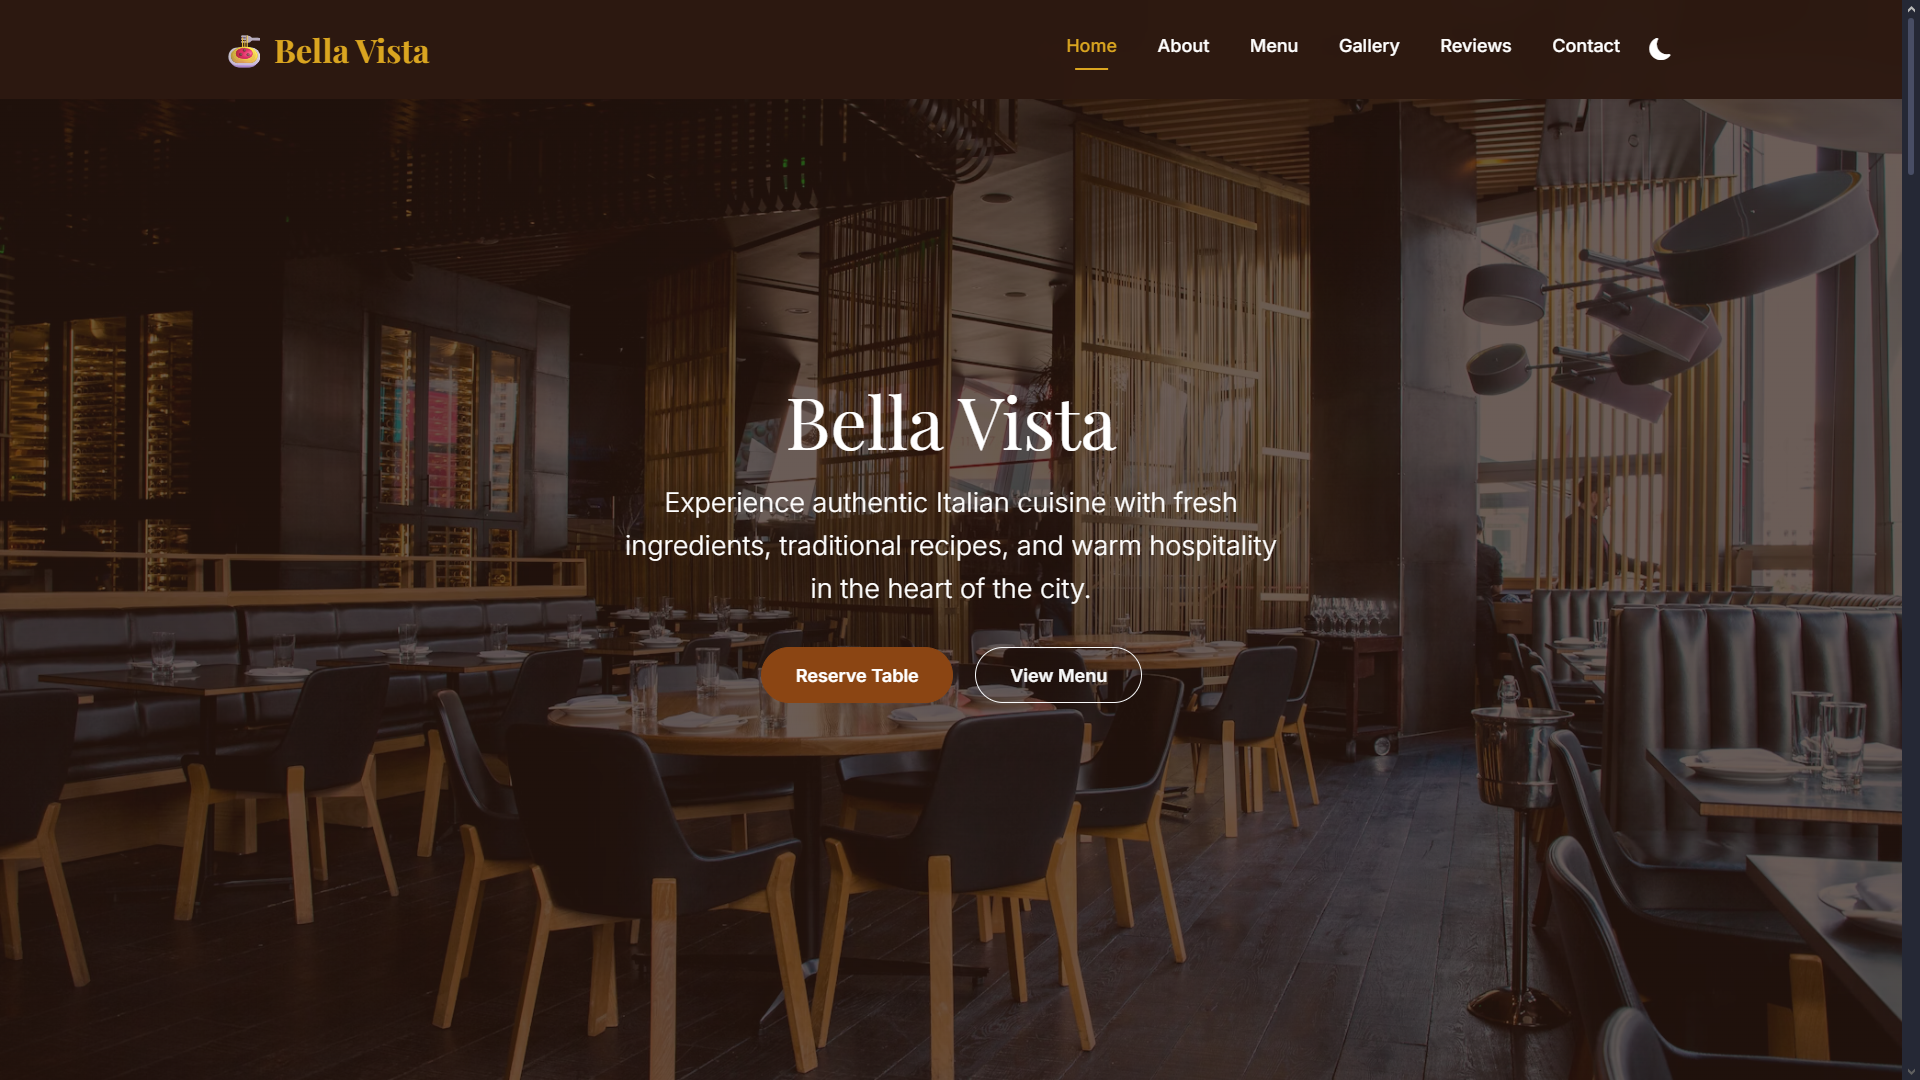 Bella Vista
Home
About
Menu
Gallery
Reviews
Contact
Bella Vista
Experience authentic Italian cuisine with fresh
ingredients, traditional recipes, and warm hospitality
in the heart of the city.
Reserve Table
View Menu